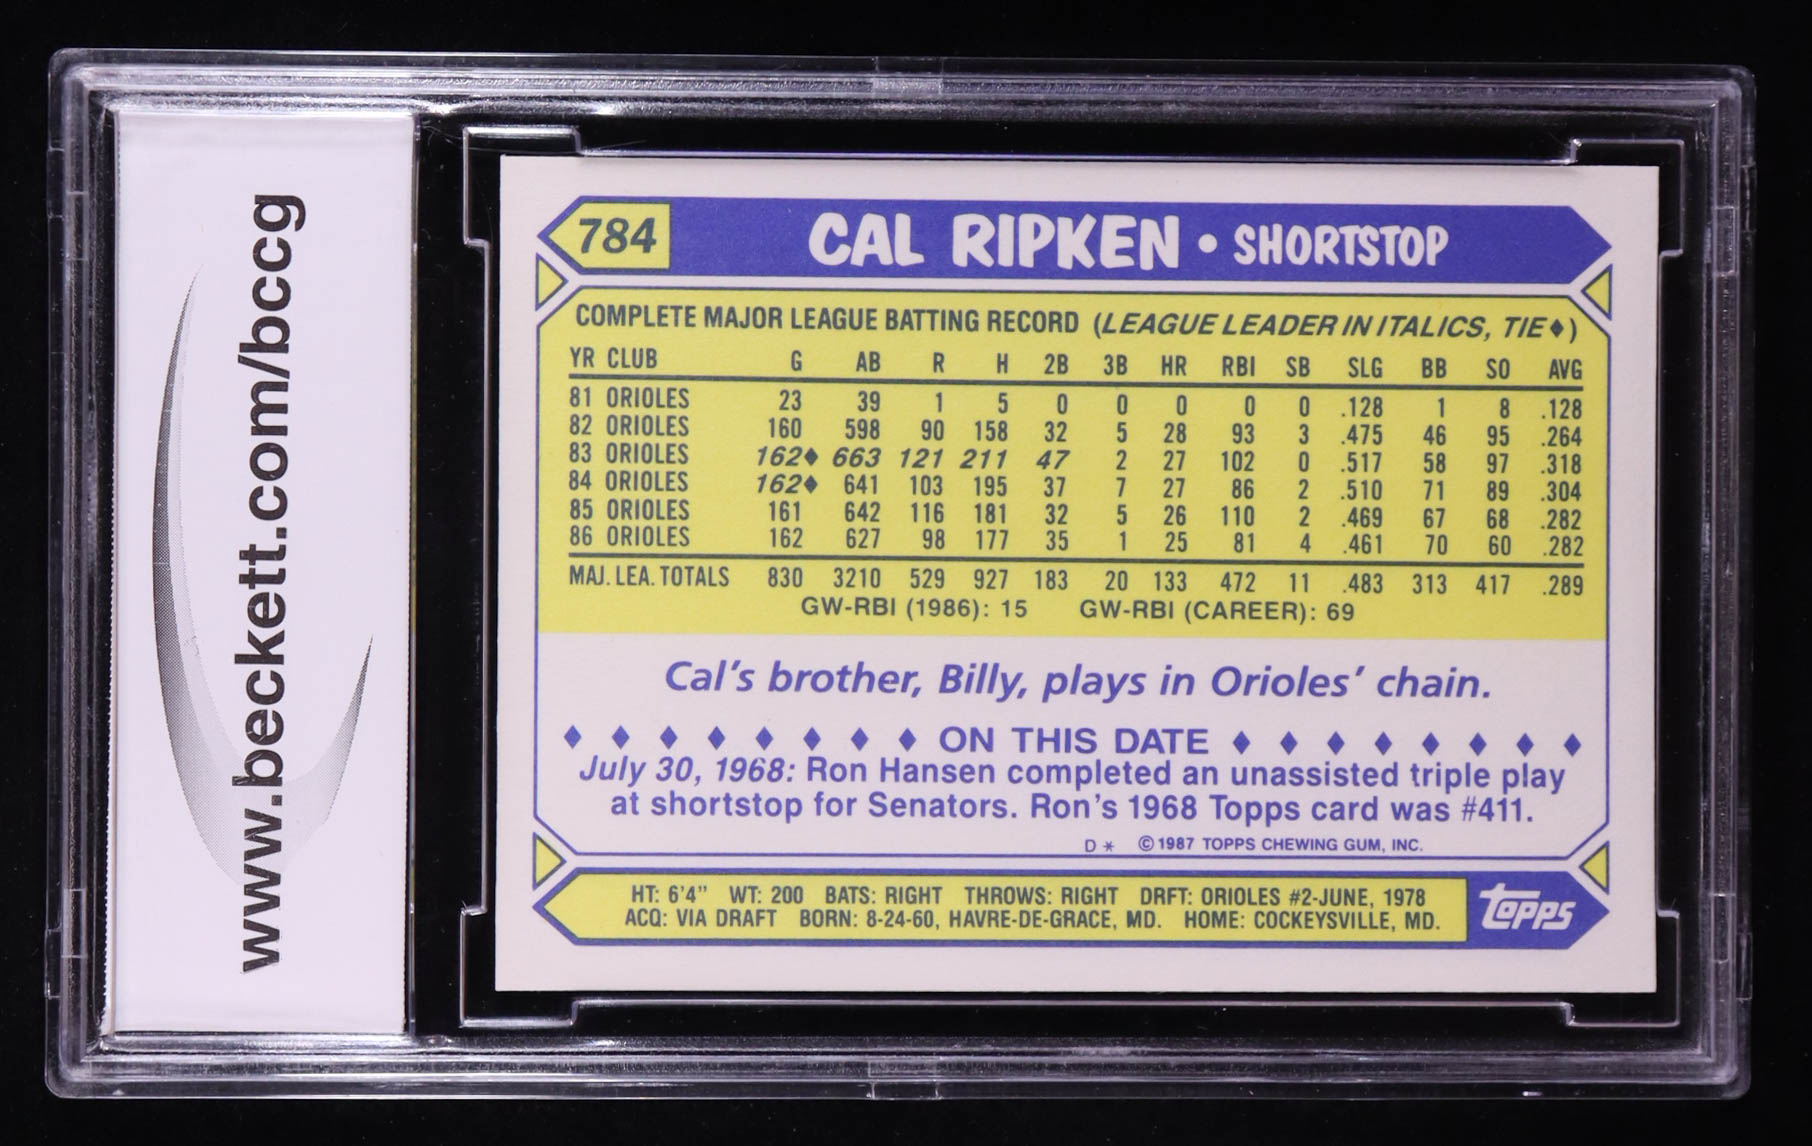 www.beckett.com/bccg
784
CAL RIPKEN • SHORTSTOP
COMPLETE MAJOR LEAGUE BATTING RECORD (LEAGUE LEADER IN ITALICS, TIE♦)
YR CLUB G AB R H 2B 3B HR RBI SB SLG BB SO AVG
81 ORIOLES 23 39 1 5 0 0 0 0 0 .128 1 8 .128
82 ORIOLES 160 598 90 158 32 5 28 93 3 .475 46 95 .264
83 ORIOLES 162♦ 663 121 211 47 2 27 102 0 .517 58 97 .318
84 ORIOLES 162♦ 641 103 195 37 7 27 86 2 .510 71 89 .304
85 ORIOLES 161 642 116 181 32 5 26 110 2 .469 67 68 .282
86 ORIOLES 162 627 98 177 35 1 25 81 4 .461 70 60 .282
MAJ. LEA. TOTALS 830 3210 529 927 183 20 133 472 11 .483 313 417 .289
GW-RBI (1986): 15 GW-RBI (CAREER): 69
Cal's brother, Billy, plays in Orioles' chain.
♦ ♦ ♦ ♦ ♦ ♦ ♦ ♦ ON THIS DATE ♦ ♦ ♦ ♦ ♦ ♦ ♦ ♦
July 30, 1968: Ron Hansen completed an unassisted triple play
at shortstop for Senators. Ron's 1968 Topps card was #411.
D * © 1987 TOPPS CHEWING GUM, INC.
HT: 6'4" WT: 200 BATS: RIGHT THROWS: RIGHT DRFT: ORIOLES #2-JUNE, 1978
ACQ: VIA DRAFT BORN: 8-24-60, HAVRE-DE-GRACE, MD. HOME: COCKEYSVILLE, MD.
topps